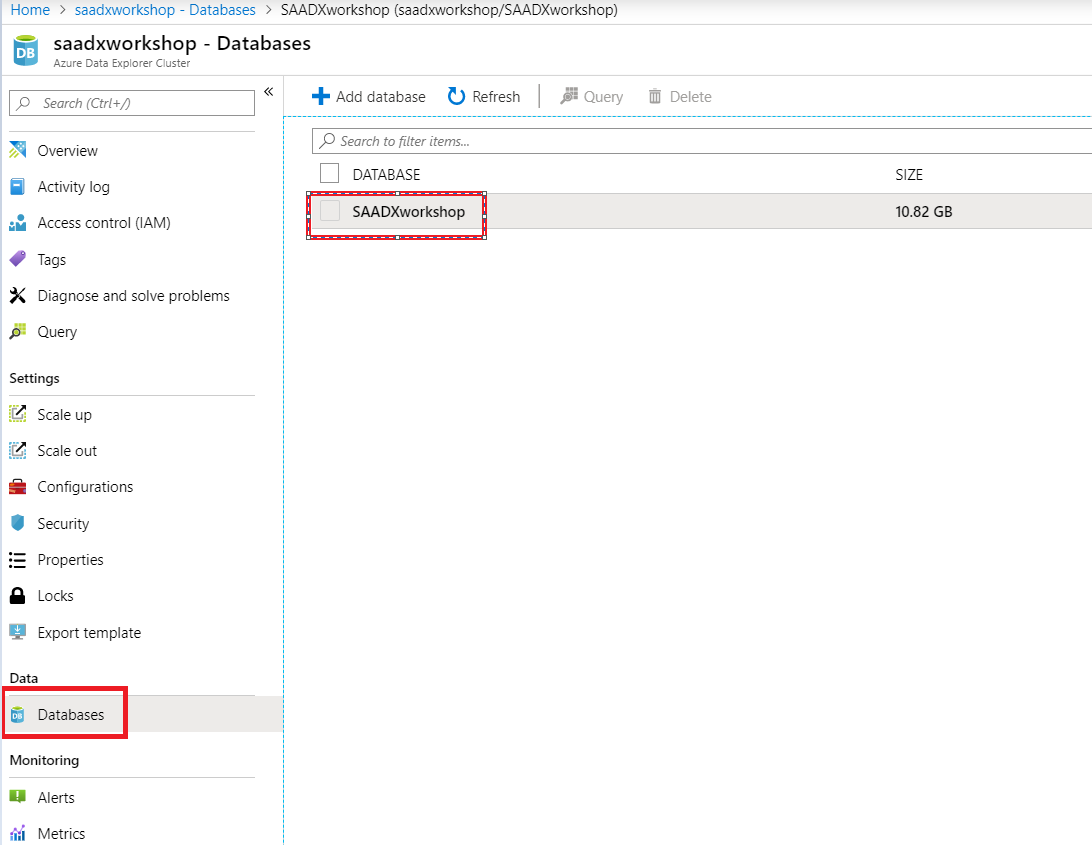 Home > saadxworkshop - Databases > SAADXworkshop (saadxworkshop/SAADXworkshop)
saadxworkshop - Databases
Azure Data Explorer Cluster
Search (Ctrl+/)
«
Overview
Activity log
Access control (IAM)
Tags
Diagnose and solve problems
Query
Settings
Scale up
Scale out
Configurations
Security
Properties
Locks
Export template
Data
Databases
Monitoring
Alerts
Metrics
Add database Refresh Query Delete
Search to filter items...
DATABASE SIZE
SAADXworkshop 10.82 GB